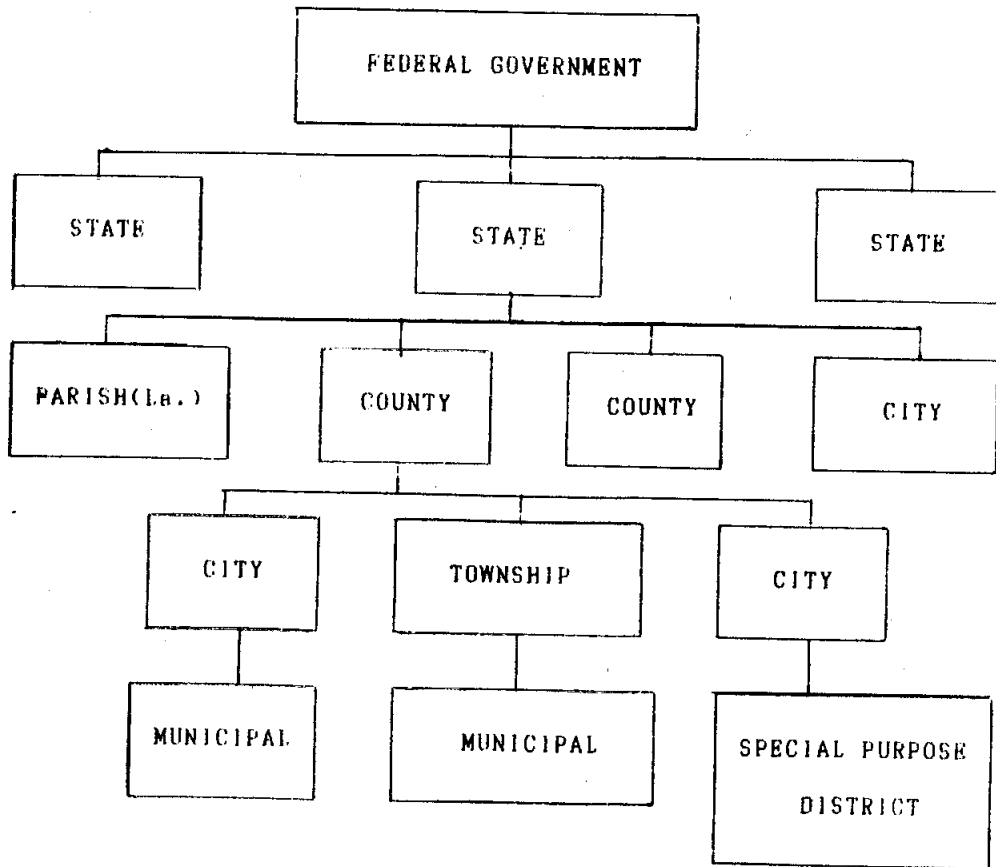 FEDERAL GOVERNMENT
STATE
STATE
STATE
PARISH(La.)
COUNTY
COUNTY
CITY
CITY
TOWNSHIP
CITY
MUNICIPAL
MUNICIPAL
SPECIAL PURPOSE
DISTRICT